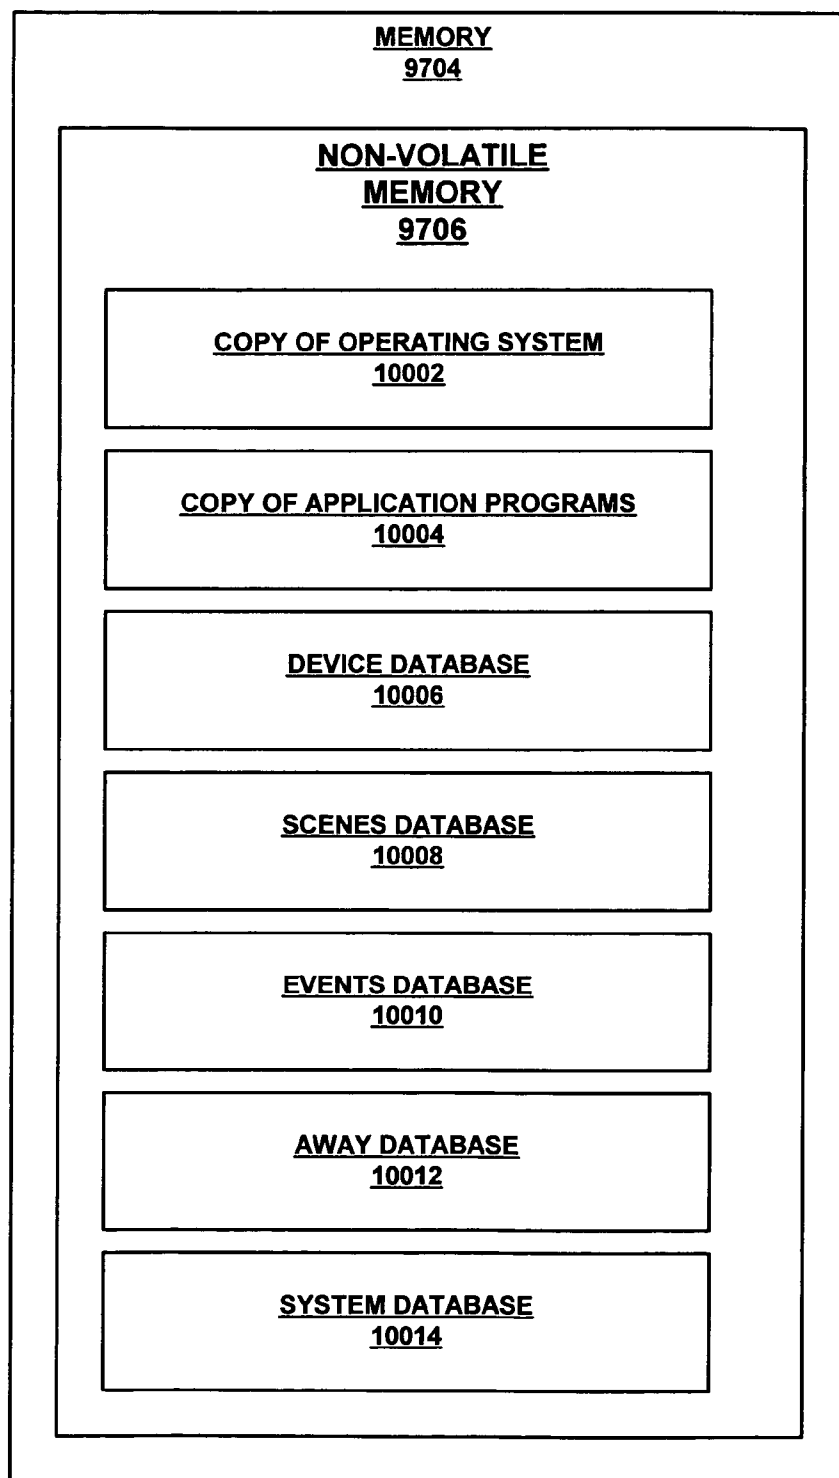 MEMORY
9704
NON-VOLATILE
MEMORY
9706
COPY OF OPERATING SYSTEM
10002
COPY OF APPLICATION PROGRAMS
10004
DEVICE DATABASE
10006
SCENES DATABASE
10008
EVENTS DATABASE
10010
AWAY DATABASE
10012
SYSTEM DATABASE
10014